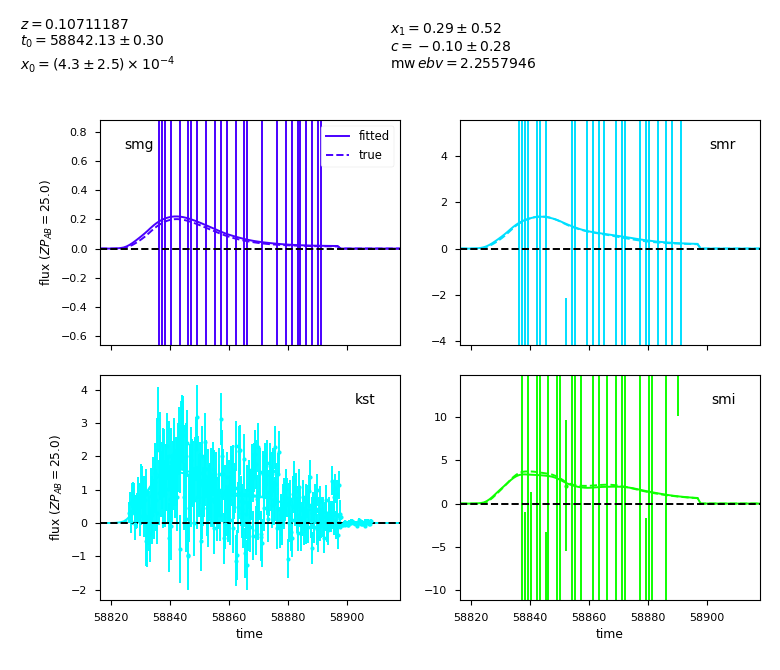 z = 0.10711187
t₀ = 58842.13 ± 0.30
x₀ = (4.3 ± 2.5) × 10⁻⁴
x₁ = 0.29 ± 0.52
c = −0.10 ± 0.28
mw ebv = 2.2557946
smg
fitted
true
0.8
0.6
0.4
0.2
0.0
−0.2
−0.4
−0.6
flux (ZP_AB = 25.0)
smr
4
2
0
−2
−4
kst
4
3
2
1
0
−1
−2
flux (ZP_AB = 25.0)
58820 58840 58860 58880 58900
time
smi
10
5
0
−5
−10
58820 58840 58860 58880 58900
time